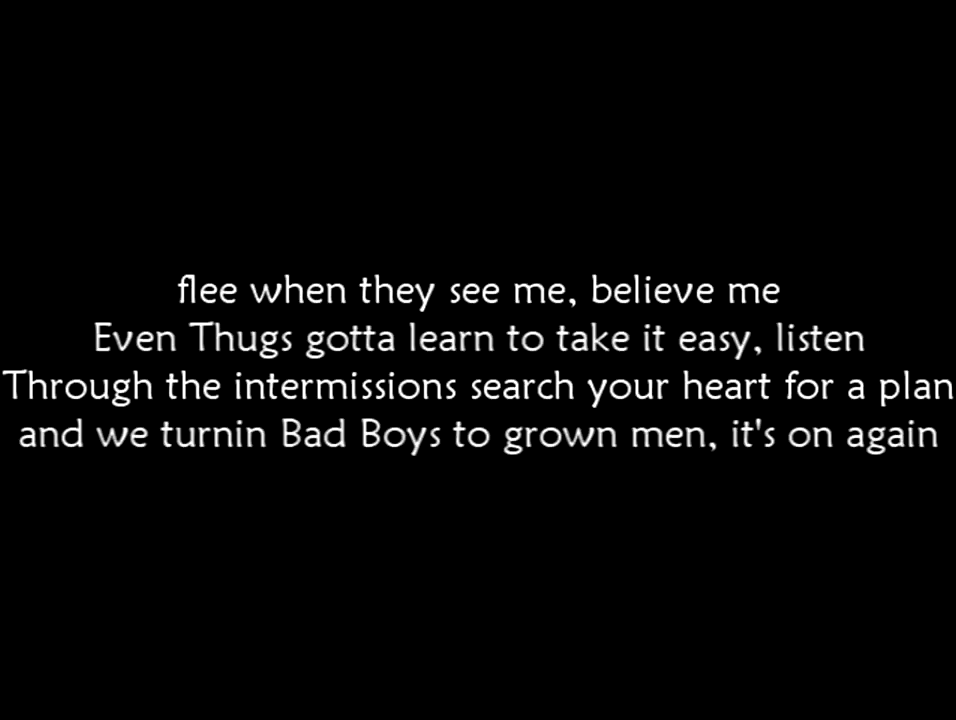 flee when they see me, believe me
Even Thugs gotta learn to take it easy, listen
Through the intermissions search your heart for a plan
and we turnin Bad Boys to grown men, it's on again